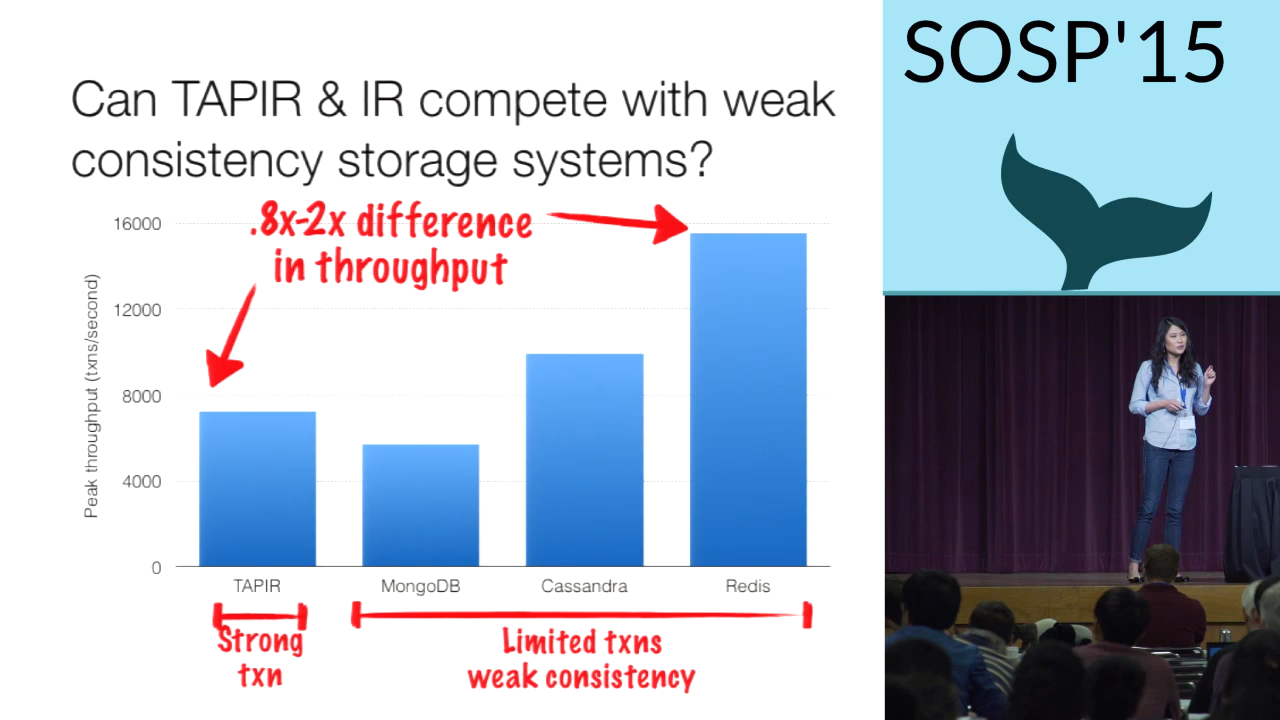 Can TAPIR & IR compete with weak
consistency storage systems?
.8x-2x difference
in throughput
Peak throughput (txns/second)
16000
12000
8000
4000
0
TAPIR
MongoDB
Cassandra
Redis
Strong
txn
Limited txns
weak consistency
SOSP'15